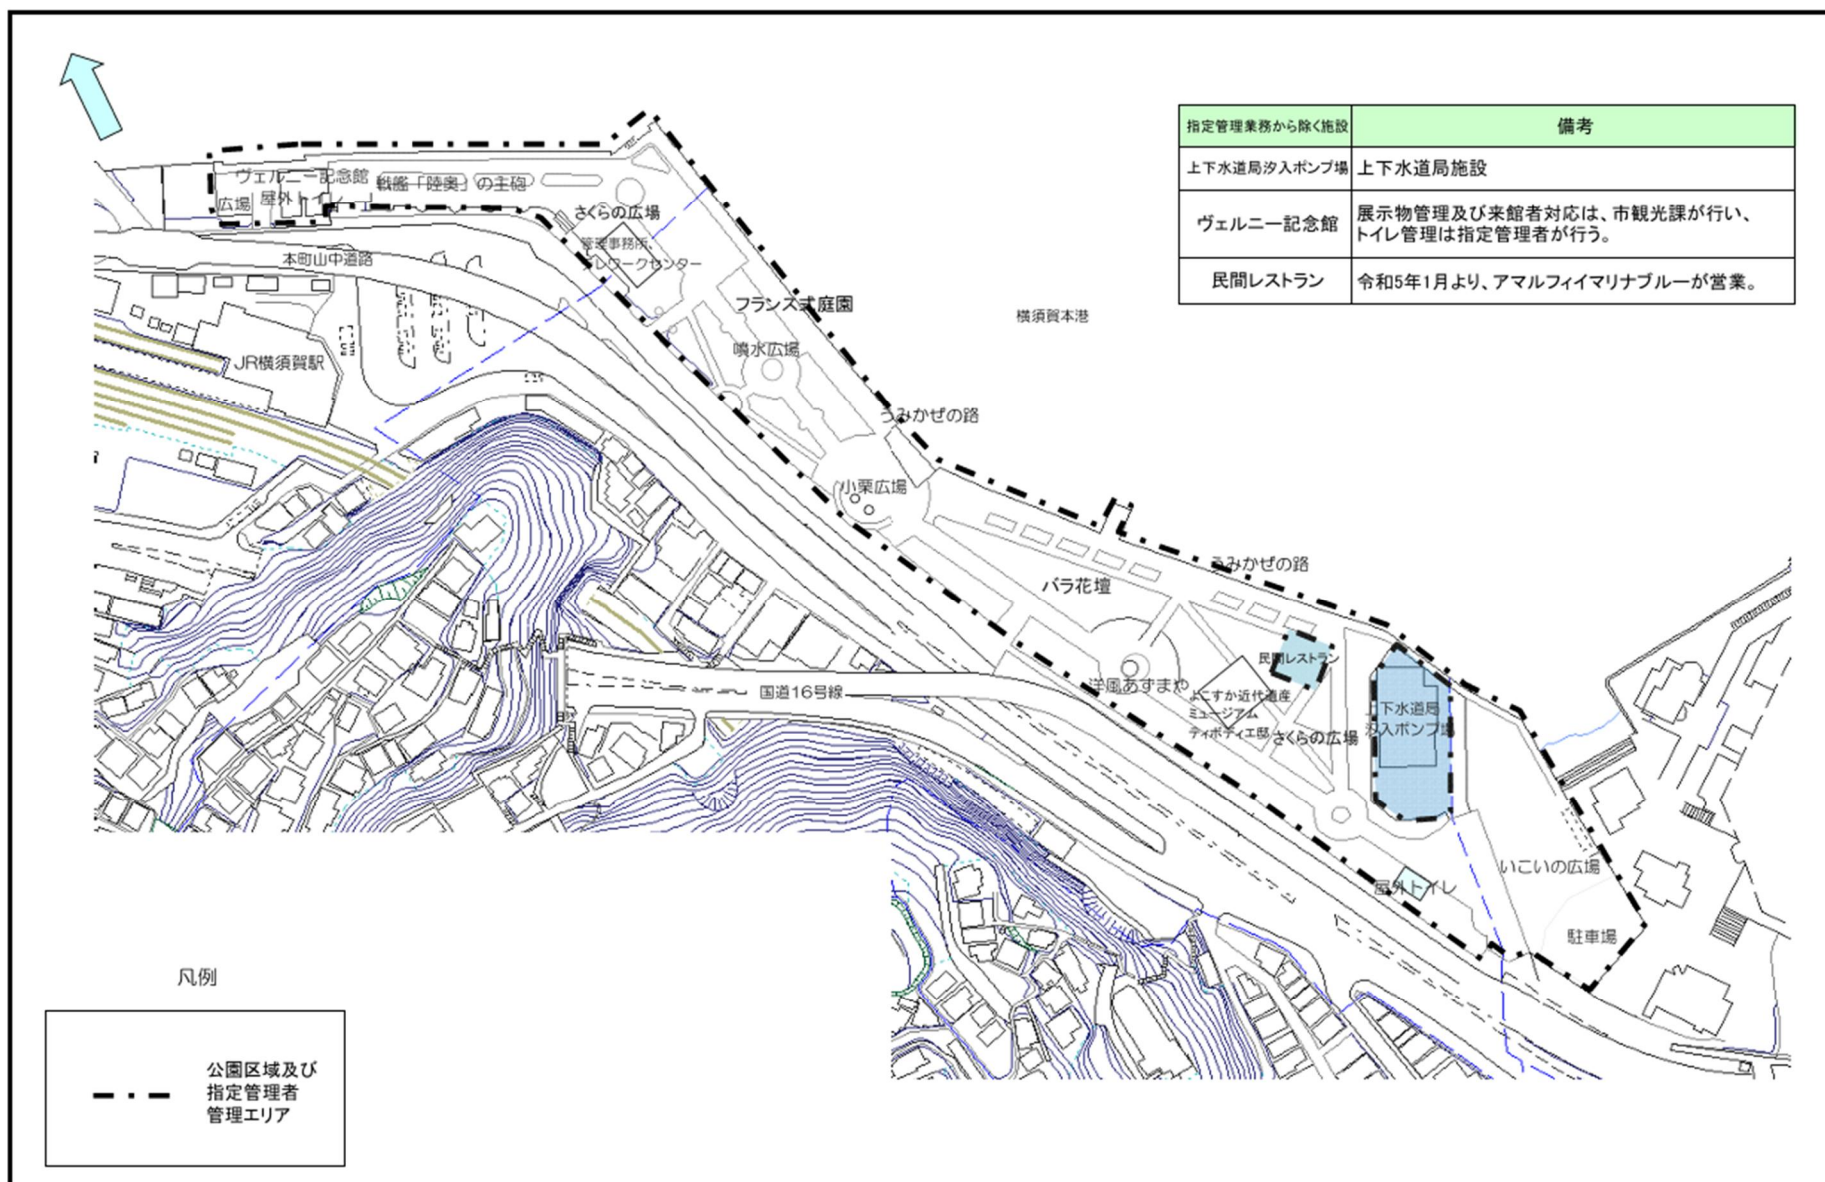 指定管理業務から除く施設
備考
上下水道局汐入ポンプ場
上下水道局施設
ヴェルニー記念館
展示物管理及び来館者対応は、市観光課が行い、
トイレ管理は指定管理者が行う。
民間レストラン
令和5年1月より、アマルフィイマリナブルーが営業。
ヴェルニー記念館
戦艦「陸奥」の主砲
広場
屋外トイレ
さくらの広場
管理事務所、
テレワークセンター
本町山中道路
フランス式庭園
横須賀本港
噴水広場
JR横須賀駅
うみかぜの路
小栗広場
うみかぜの路
バラ花壇
民間レストラン
洋風あずまや
国道16号線
よこすか近代遺産
ミュージアム
ティボディエ邸
さくらの広場
上下水道局
汐入ポンプ場
いこいの広場
屋外トイレ
駐車場
凡例
公園区域及び
指定管理者
管理エリア